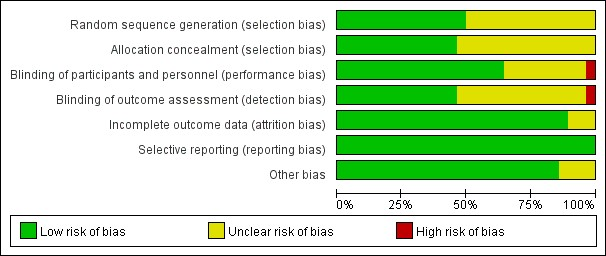 Random sequence generation (selection bias)
Allocation concealment (selection bias)
Blinding of participants and personnel (performance bias)
Blinding of outcome assessment (detection bias)
Incomplete outcome data (attrition bias)
Selective reporting (reporting bias)
Other bias
0% 25% 50% 75% 100%
Low risk of bias Unclear risk of bias High risk of bias